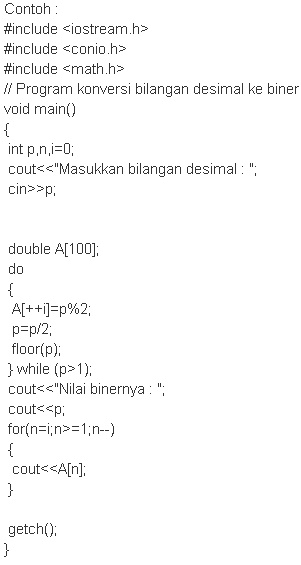 Contoh :
#include <iostream.h>
#include <conio.h>
#include <math.h>
// Program konversi bilangan desimal ke biner
void main()
{
int p,n,i=0;
cout<<"Masukkan bilangan desimal : ";
cin>>p;
double A[100];
do
{
A[++i]=p%2;
p=p/2;
floor(p);
} while (p>1);
cout<<"Nilai binernya : ";
cout<<p;
for(n=i;n>=1;n--)
{
cout<<A[n];
}
getch();
}